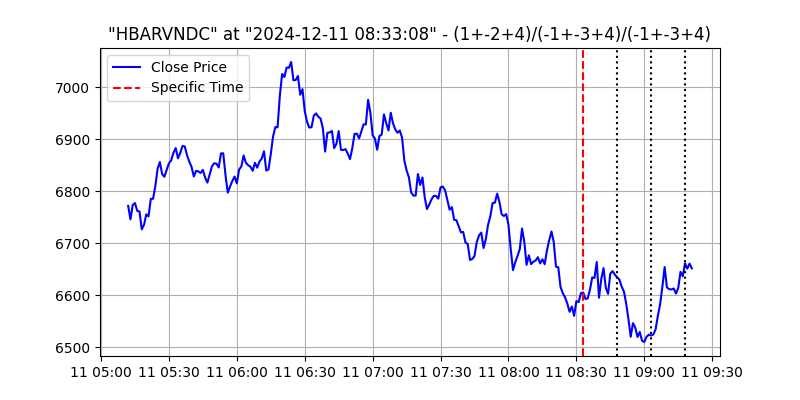 "HBARVNDC" at "2024-12-11 08:33:08" - (1+-2+4)/(-1+-3+4)/(-1+-3+4)
Close Price
Specific Time
7000
6900
6800
6700
6600
6500
11 05:00 11 05:30 11 06:00 11 06:30 11 07:00 11 07:30 11 08:00 11 08:30 11 09:00 11 09:30